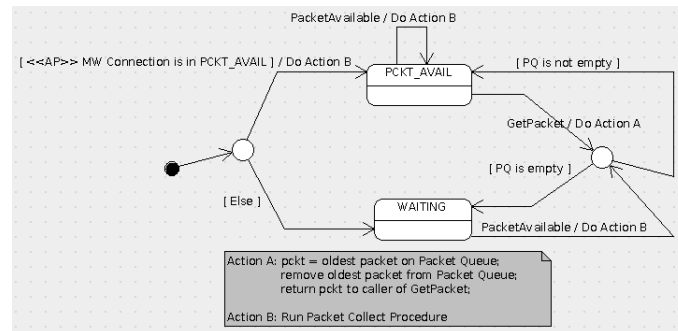 PacketAvailable / Do Action B
[ <<AP>> MW Connection is in PCKT_AVAIL ] / Do Action B
[ PQ is not empty ]
PCKT_AVAIL
GetPacket / Do Action A
[ PQ is empty ]
[ Else ]
WAITING
PacketAvailable / Do Action B
Action A: pckt = oldest packet on Packet Queue;
remove oldest packet from Packet Queue;
return pckt to caller of GetPacket;
Action B: Run Packet Collect Procedure